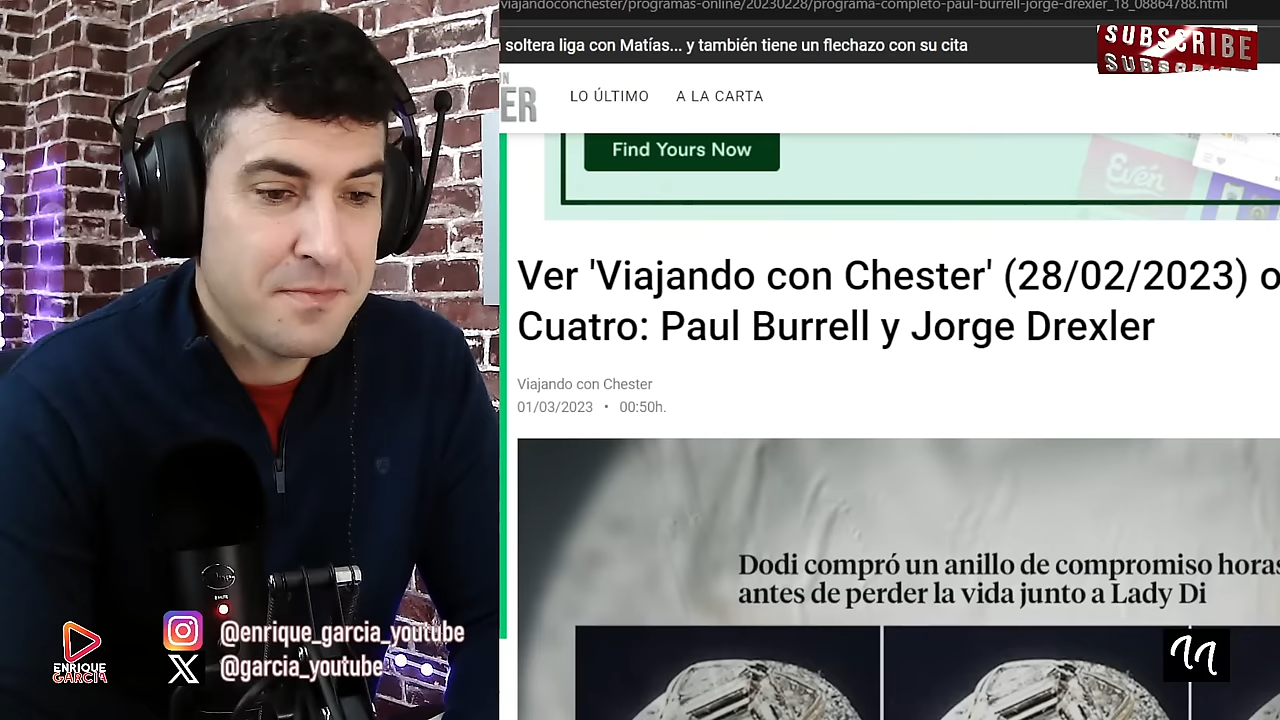 viajandoconchester/programas-online/20230228/programa-completo-paul-burrell-jorge-drexler_18_08864788.html
soltera liga con Matías... y también tiene un flechazo con su cita
SUBSCRIBE
SUBSCRIBE
ER
LO ÚLTIMO
A LA CARTA
Find Yours Now
Even
Ver 'Viajando con Chester' (28/02/2023) o
Cuatro: Paul Burrell y Jorge Drexler
Viajando con Chester
01/03/2023 • 00:50h.
Dodi compró un anillo de compromiso horas
antes de perder la vida junto a Lady Di
ENRIQUE
GARCIA
@enrique_garcia_youtube
@garcia_youtube